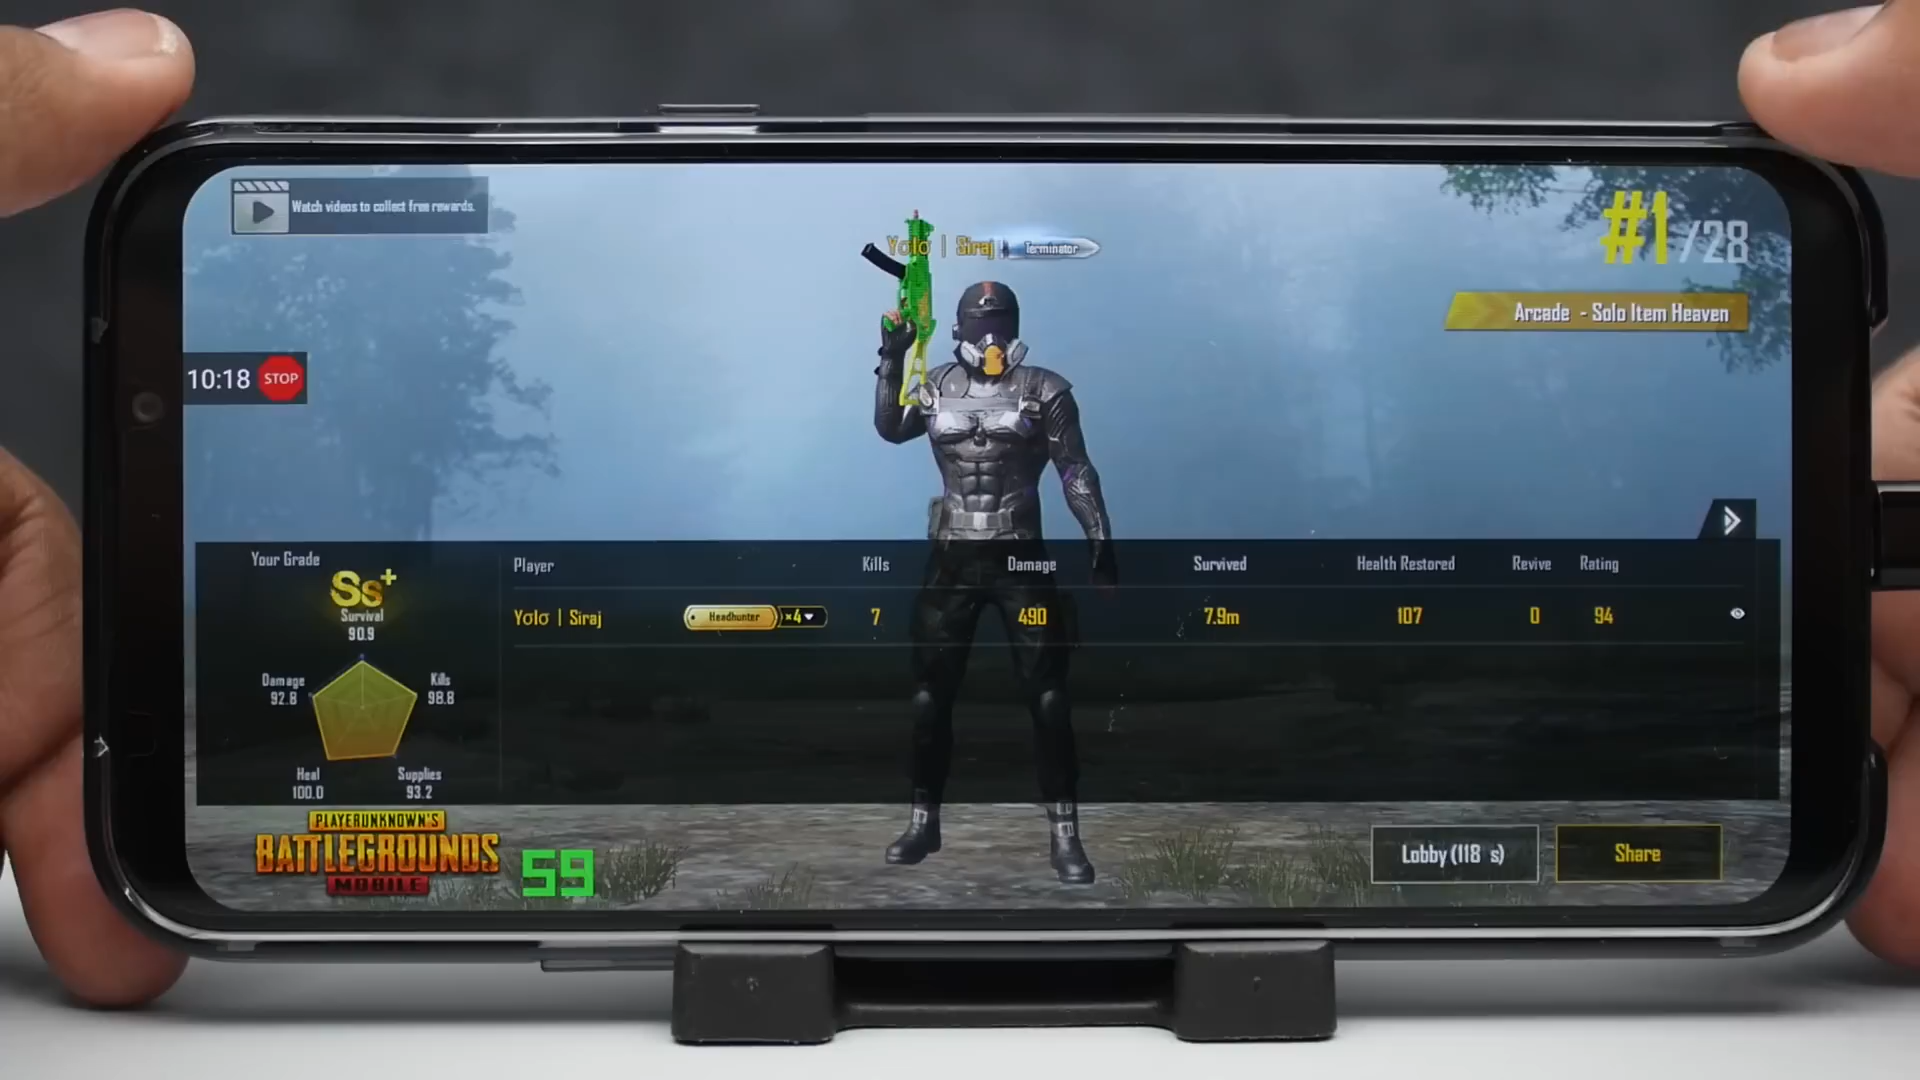 Watch videos to collect free rewards.
Yolo | Siraj Terminator
#1/28
Arcade - Solo Item Heaven
10:18 STOP
Your Grade
Ss+
Survival
90.9
Damage
92.8
Kills
98.8
Heal
100.0
Supplies
93.2
Player Kills Damage Survived Health Restored Revive Rating
Yolo | Siraj Headhunter ×4 7 490 7.9m 107 0 94
PLAYERUNKNOWN'S
BATTLEGROUNDS
MOBILE
59
Lobby (118 s)
Share